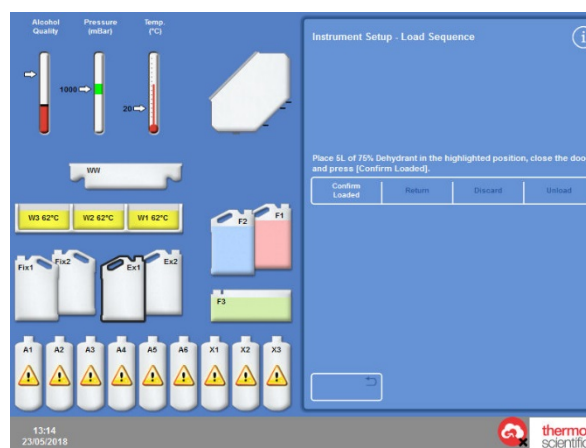 Alcohol Quality
Pressure (mBar)
Temp. (°C)
1000
20
WW
W3 62°C
W2 62°C
W1 62°C
F2
F1
Fix1
Fix2
Ex1
Ex2
F3
A1
A2
A3
A4
A5
A6
X1
X2
X3
Instrument Setup - Load Sequence
i
Place 5L of 75% Dehydrant in the highlighted position, close the doo
and press [Confirm Loaded].
Confirm Loaded
Return
Discard
Unload
13:14
23/05/2018
thermo
scientific